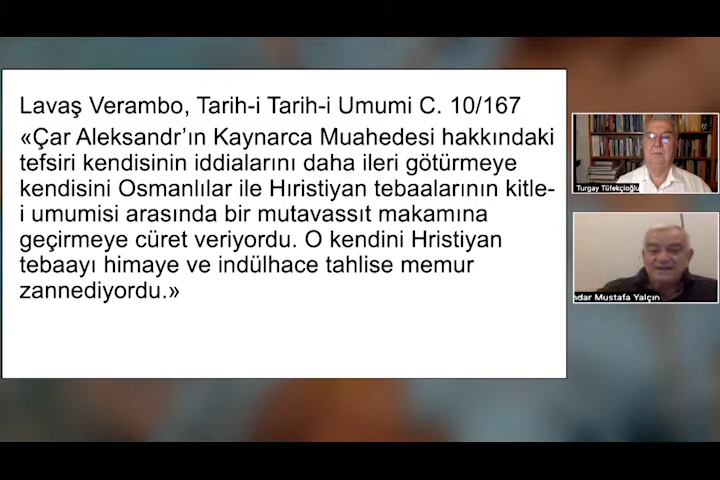 Lavaş Verambo, Tarih-i Tarih-i Umumi C. 10/167
«Çar Aleksandr’ın Kaynarca Muahedesi hakkındaki
tefsiri kendisinin iddialarını daha ileri götürmeye
kendisini Osmanlılar ile Hıristiyan tebaalarının kitle-
i umumisi arasında bir mutavassıt makamına
geçirmeye cüret veriyordu. O kendini Hristiyan
tebaayı himaye ve indülhace tahlise memur
zannediyordu.»
Turgay Tüfekçioğlu
ndar Mustafa Yalçın